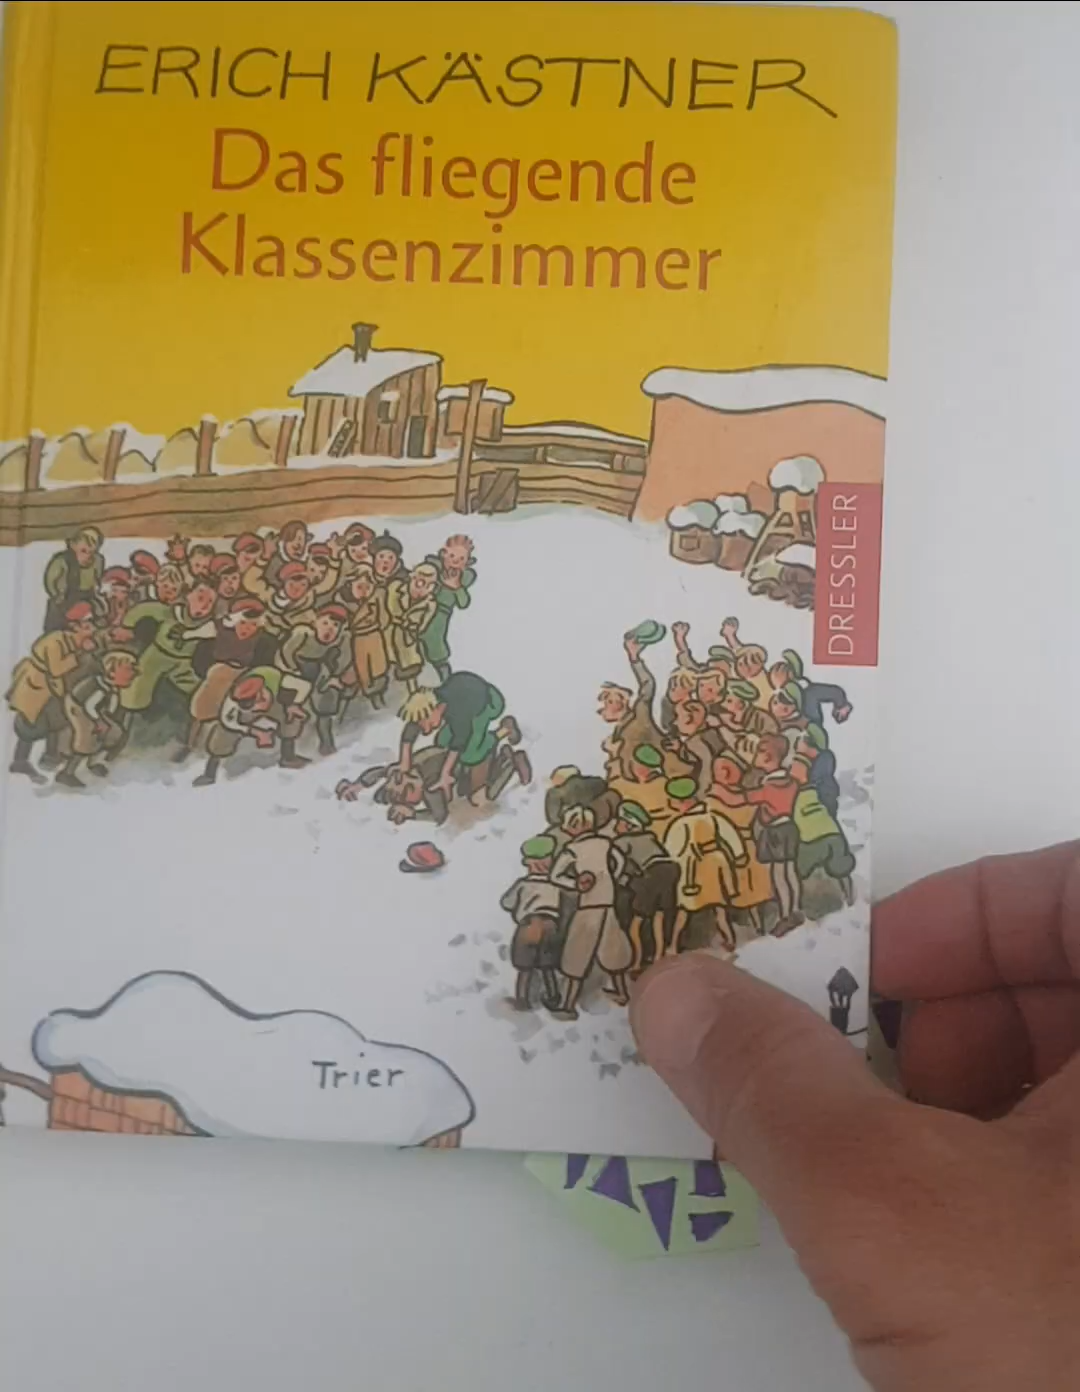 ERICH KÄSTNER
Das fliegende
Klassenzimmer
DRESSLER
Trier